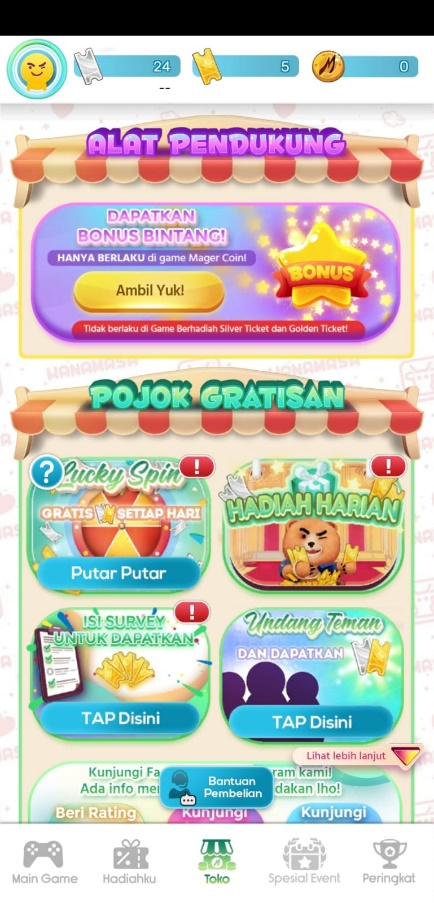 24
5
0
--
ALAT PENDUKUNG
DAPATKAN
BONUS BINTANG!
HANYA BERLAKU di game Mager Coin!
Ambil Yuk!
BONUS
Tidak berlaku di Game Berhadiah Silver Ticket dan Golden Ticket!
HANAMASA
POJOK GRATISAN
?
Lucky Spin
!
GRATIS SETIAP HARI
Putar Putar
!
HADIAH HARIAN
!
ISI SURVEY
UNTUK DAPATKAN
TAP Disini
Undang Teman
DAN DAPATKAN
TAP Disini
Lihat lebih lanjut
Kunjungi Fa ram kami!
Ada info me dakan lho!
Bantuan
Pembelian
Beri Rating
Kunjungi
Kunjungi
Main Game
Hadiahku
Toko
Spesial Event
Peringkat